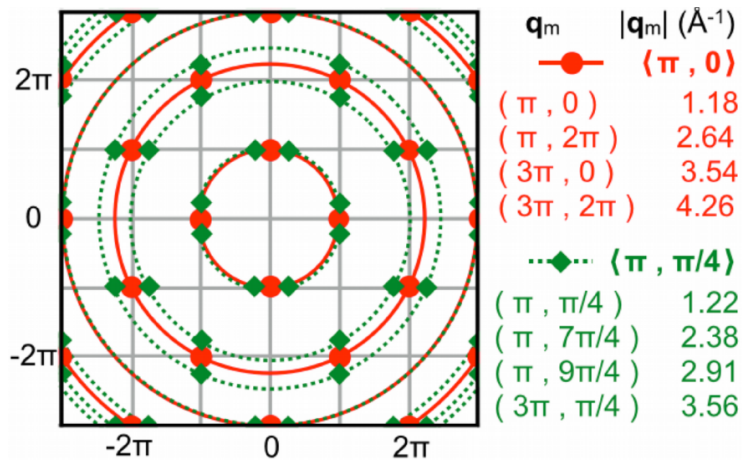 qm |qm| (Å-1)
⟨π , 0⟩
( π , 0 ) 1.18
( π , 2π ) 2.64
( 3π , 0 ) 3.54
( 3π , 2π ) 4.26
⟨π , π/4⟩
( π , π/4 ) 1.22
( π , 7π/4 ) 2.38
( π , 9π/4 ) 2.91
( 3π , π/4 ) 3.56
2π
0
-2π
-2π 0 2π